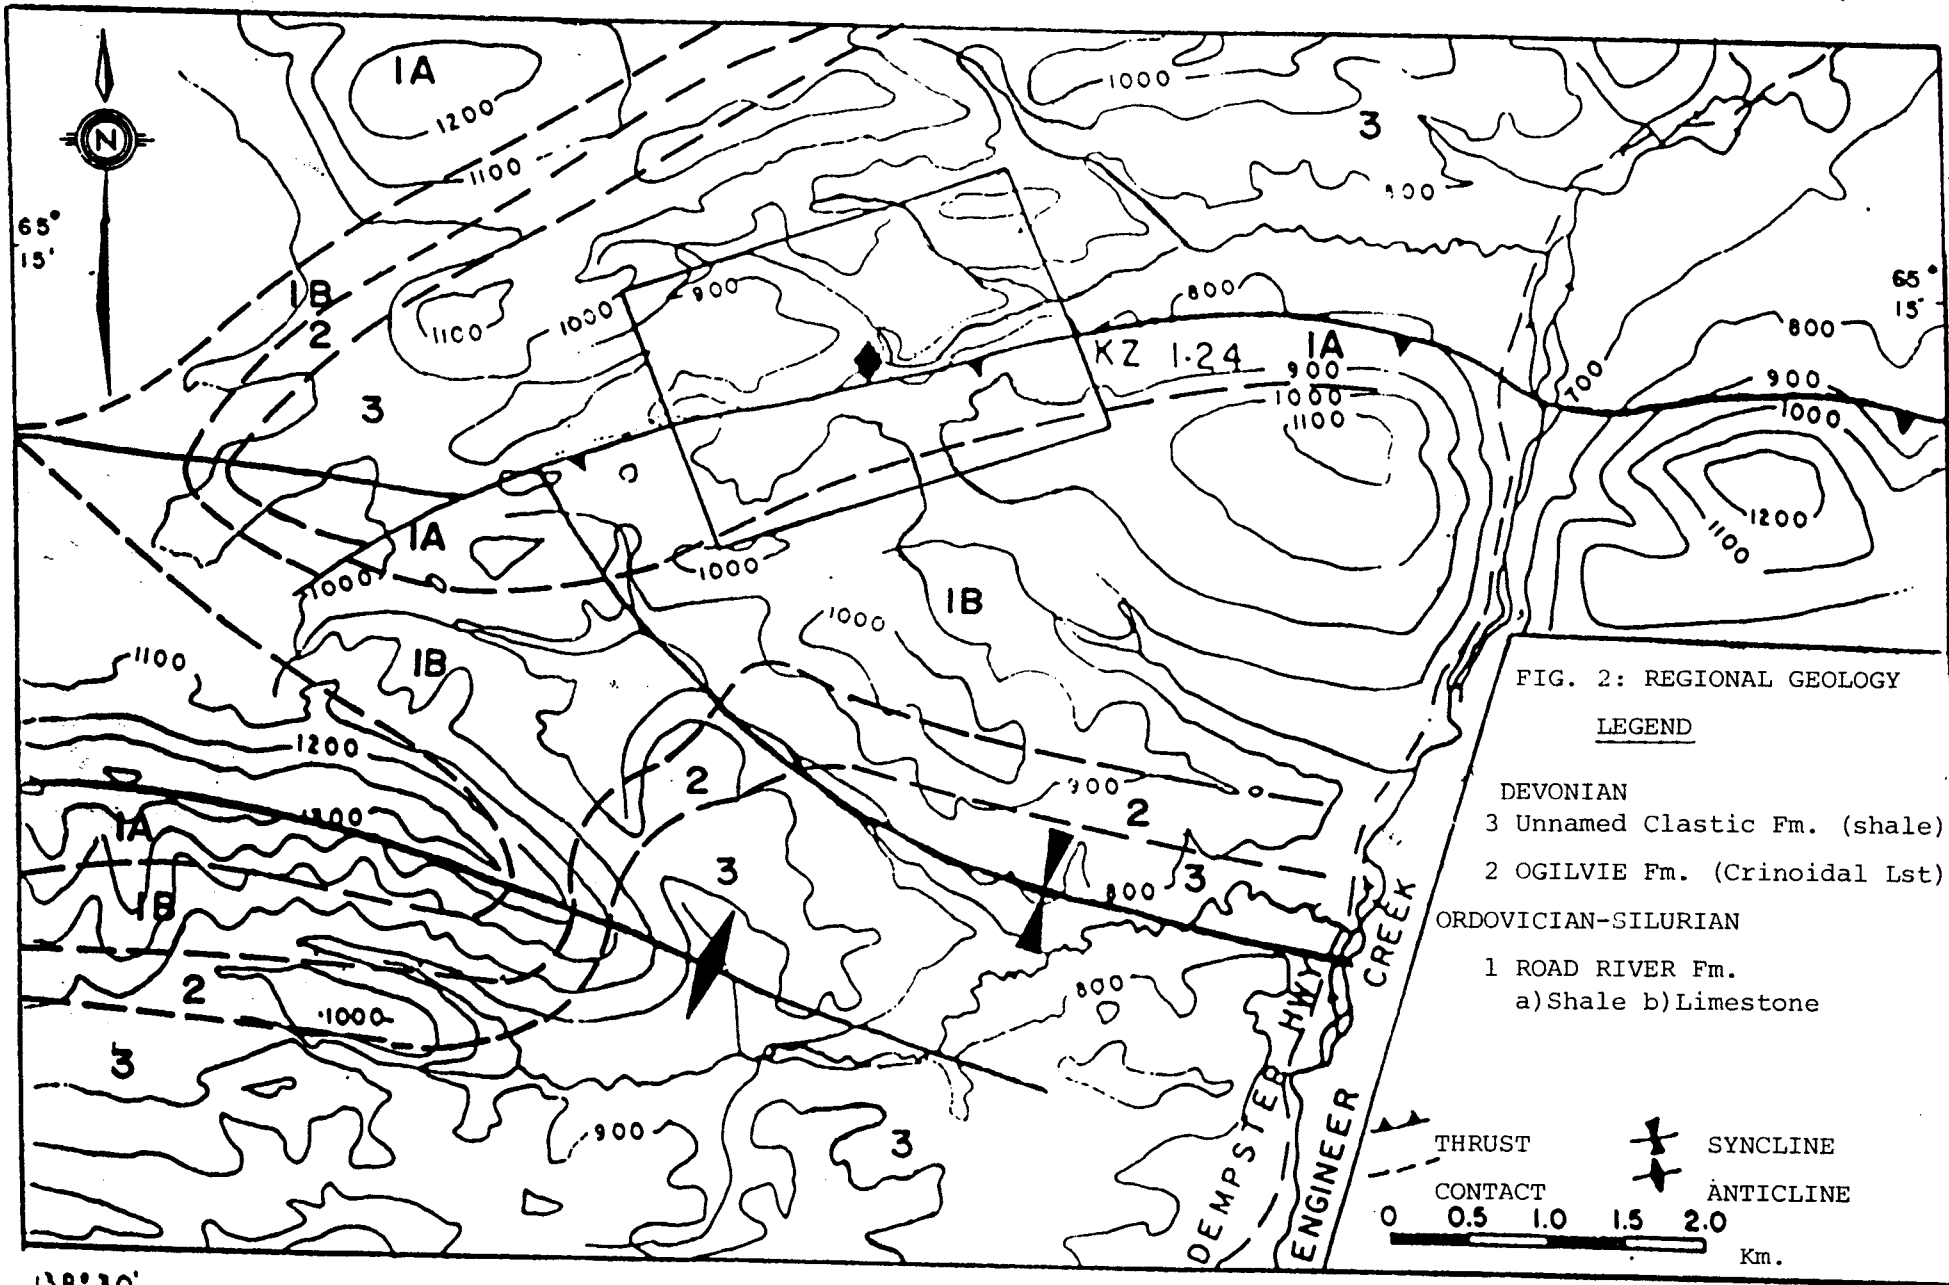 1A
1200
1100
N
65°
15'
1000
3
800
1B
2
1100
1000
900
3
800
65°
15'
800
KZ 1-24
1A
900
1000
1100
700
900
1000
1200
1100
1A
1000
1000
1B
1000
1100
1B
1200
1300
1A
1B
2
3
900
2
800
3
2
1000
3
800
900
3
FIG. 2: REGIONAL GEOLOGY
LEGEND
DEVONIAN
3 Unnamed Clastic Fm. (shale)
2 OGILVIE Fm. (Crinoidal Lst)
ORDOVICIAN-SILURIAN
1 ROAD RIVER Fm.
a)Shale b)Limestone
THRUST
SYNCLINE
CONTACT
ANTICLINE
0 0.5 1.0 1.5 2.0
Km.
DEMPSTER HWY
ENGINEER CREEK
138°30'